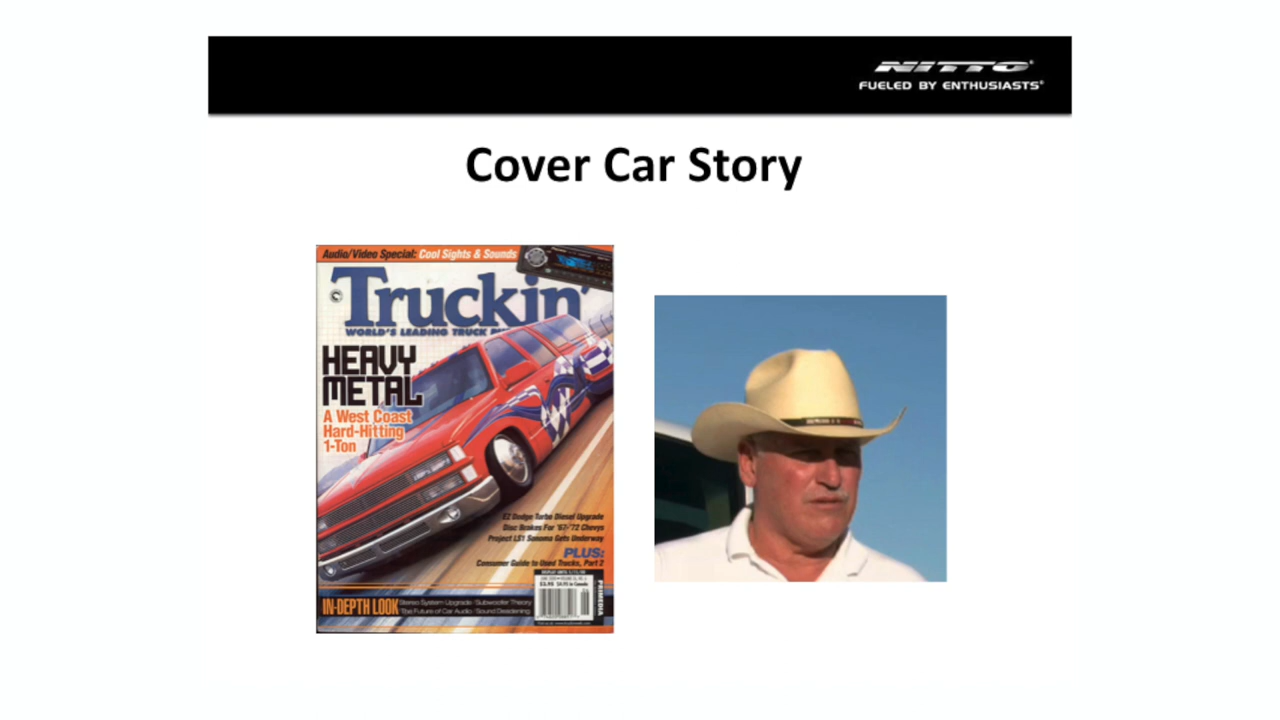 NITTO®
FUELED BY ENTHUSIASTS®
Cover Car Story
Audio/Video Special: Cool Sights & Sounds
Truckin'
WORLD'S LEADING TRUCK
HEAVY
METAL
A West Coast
Hard-Hitting
1-Ton
EZ Dodge Turbo Diesel Upgrade
Disc Brakes For '67-'72 Chevys
Project LS1 Sonoma Gets Underway
PLUS:
Consumer Guide to Used Trucks, Part 2
IN-DEPTH LOOK
Stereo System Upgrade Subwoofer Theory
The Future of Car Audio Sound Deadening
PRIMEDIA